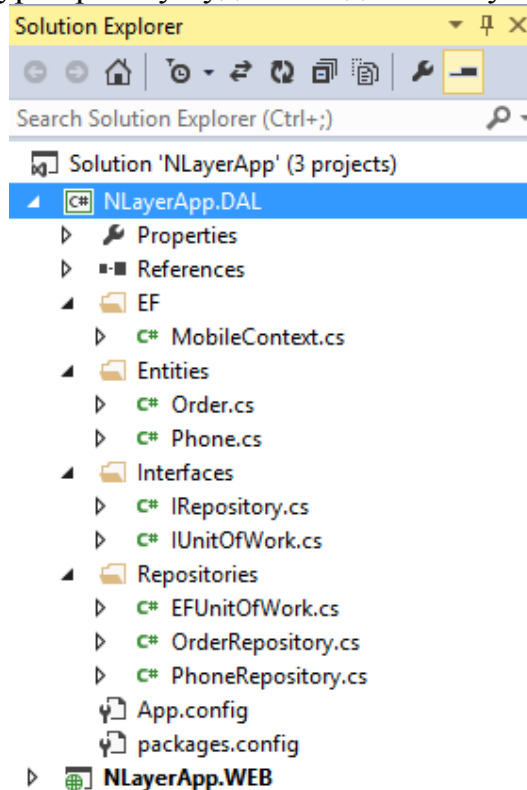 Solution Explorer
Search Solution Explorer (Ctrl+;)
Solution 'NLayerApp' (3 projects)
C# NLayerApp.DAL
Properties
References
EF
C# MobileContext.cs
Entities
C# Order.cs
C# Phone.cs
Interfaces
C# IRepository.cs
C# IUnitOfWork.cs
Repositories
C# EFUnitOfWork.cs
C# OrderRepository.cs
C# PhoneRepository.cs
App.config
packages.config
NLayerApp.WEB